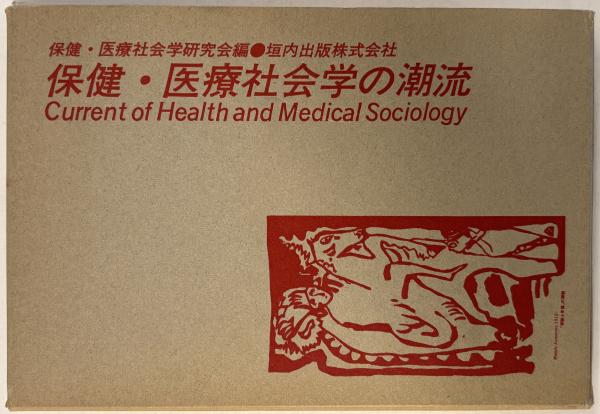 保健・医療社会学研究会編●垣内出版株式会社
保健・医療社会学の潮流
Current of Health and Medical Sociology